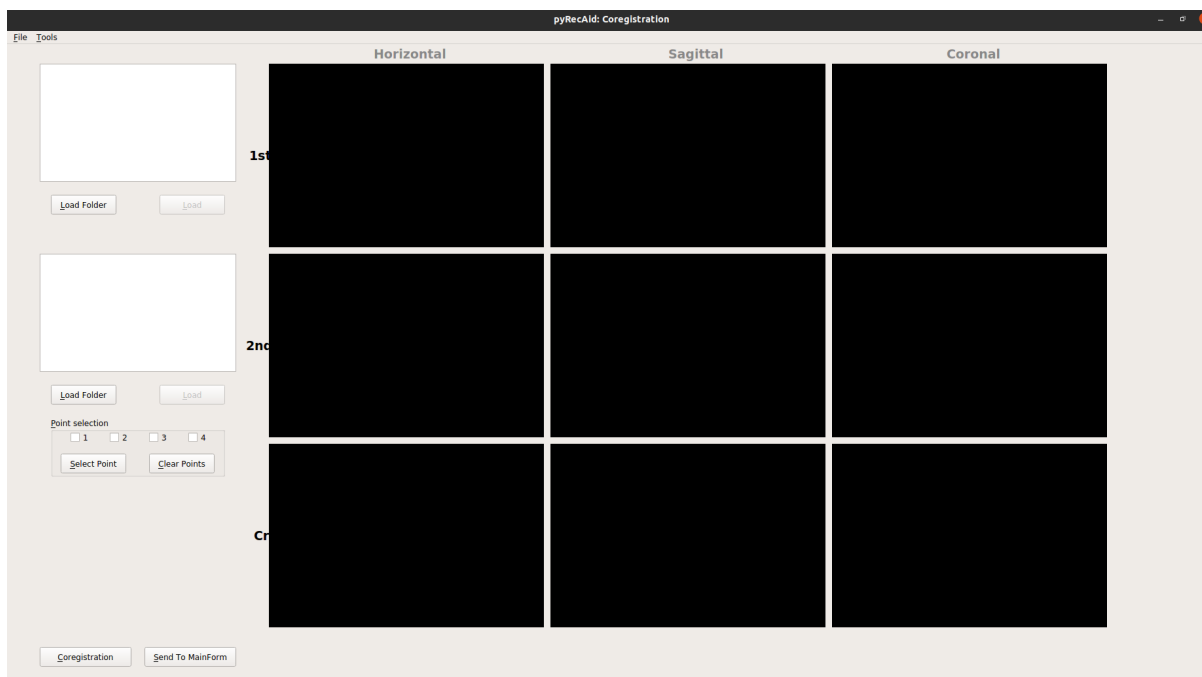 pyRecAid: Coregistration
File Tools
Horizontal Sagittal Coronal
1st
Load Folder Load
2nd
Load Folder Load
Point selection
1 2 3 4
Select Point Clear Points
Cr
Coregistration Send To MainForm